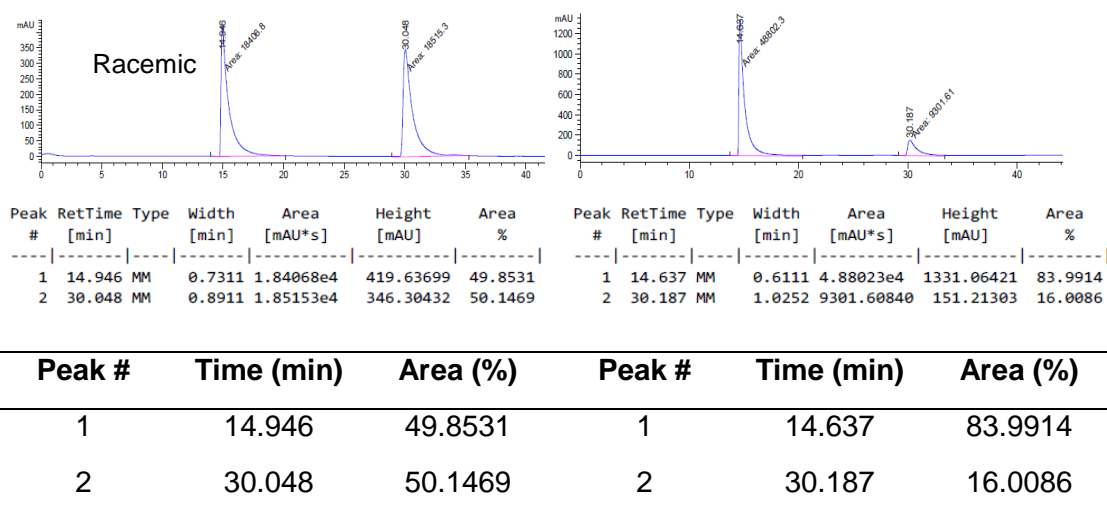 mAU
350
300
250
200
150
100
50
0
0 5 10 15 20 25 30 35 40
14.946
Area: 18406.8
30.048
Area: 18515.3
Racemic
mAU
1200
1000
800
600
400
200
0
0 10 20 30 40
14.637
Area: 48802.3
30.187
Area: 9301.61
Peak RetTime Type Width Area Height Area
# [min] [min] [mAU*s] [mAU] %
----|-------|----|-------|----------|----------|--------|
1 14.946 MM 0.7311 1.84068e4 419.63699 49.8531
2 30.048 MM 0.8911 1.85153e4 346.30432 50.1469
Peak RetTime Type Width Area Height Area
# [min] [min] [mAU*s] [mAU] %
----|-------|----|-------|----------|----------|--------|
1 14.637 MM 0.6111 4.88023e4 1331.06421 83.9914
2 30.187 MM 1.0252 9301.60840 151.21303 16.0086
Peak # Time (min) Area (%) Peak # Time (min) Area (%)
1 14.946 49.8531 1 14.637 83.9914
2 30.048 50.1469 2 30.187 16.0086